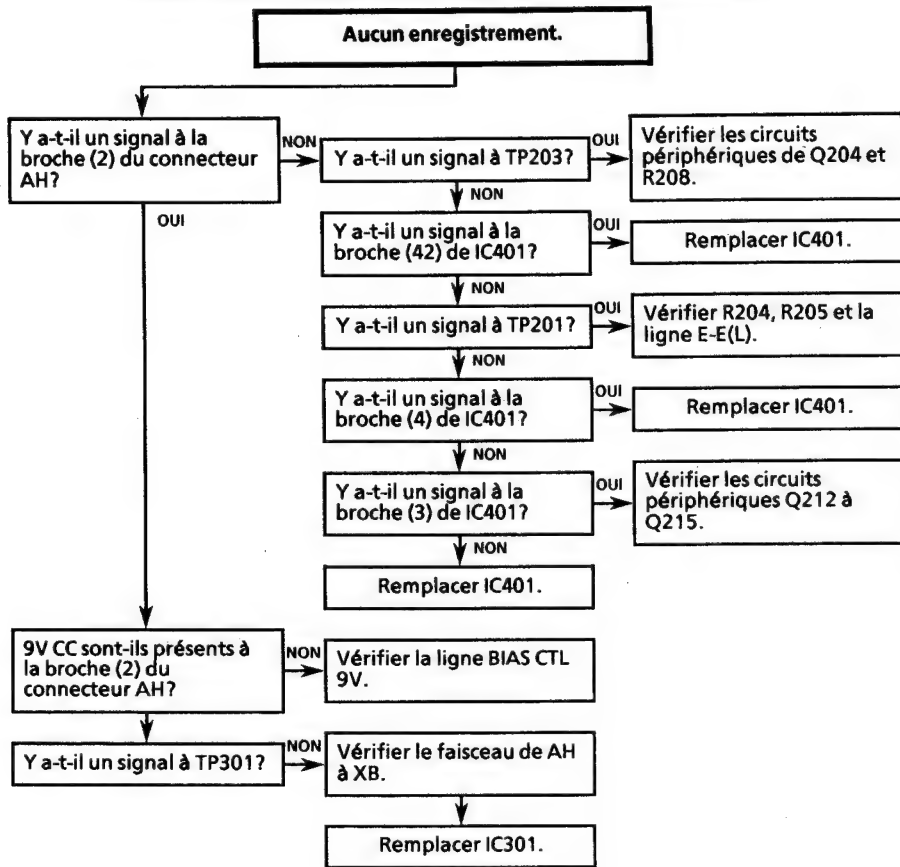 Aucun enregistrement.
Y a-t-il un signal à la
broche (2) du connecteur
AH?
NON
Y a-t-il un signal à TP203?
OUI
Vérifier les circuits
périphériques de Q204 et
R208.
OUI
NON
Y a-t-il un signal à la
broche (42) de IC401?
OUI
Remplacer IC401.
NON
Y a-t-il un signal à TP201?
OUI
Vérifier R204, R205 et la
ligne E-E(L).
NON
Y a-t-il un signal à la
broche (4) de IC401?
OUI
Remplacer IC401.
NON
Y a-t-il un signal à la
broche (3) de IC401?
OUI
Vérifier les circuits
périphériques Q212 à
Q215.
NON
Remplacer IC401.
9V CC sont-ils présents à
la broche (2) du
connecteur AH?
NON
Vérifier la ligne BIAS CTL
9V.
Y a-t-il un signal à TP301?
NON
Vérifier le faisceau de AH
à XB.
Remplacer IC301.